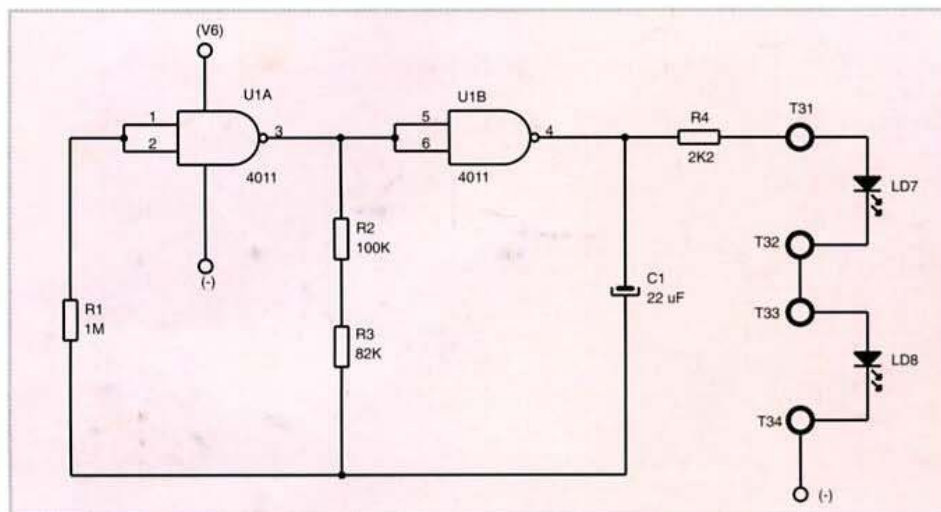 (V6)
U1A
U1B
1
2
3
5
6
4
4011
4011
R4
2K2
T31
LD7
T32
T33
LD8
T34
(-)
(-)
R1
1M
R2
100K
R3
82K
C1
22 uF